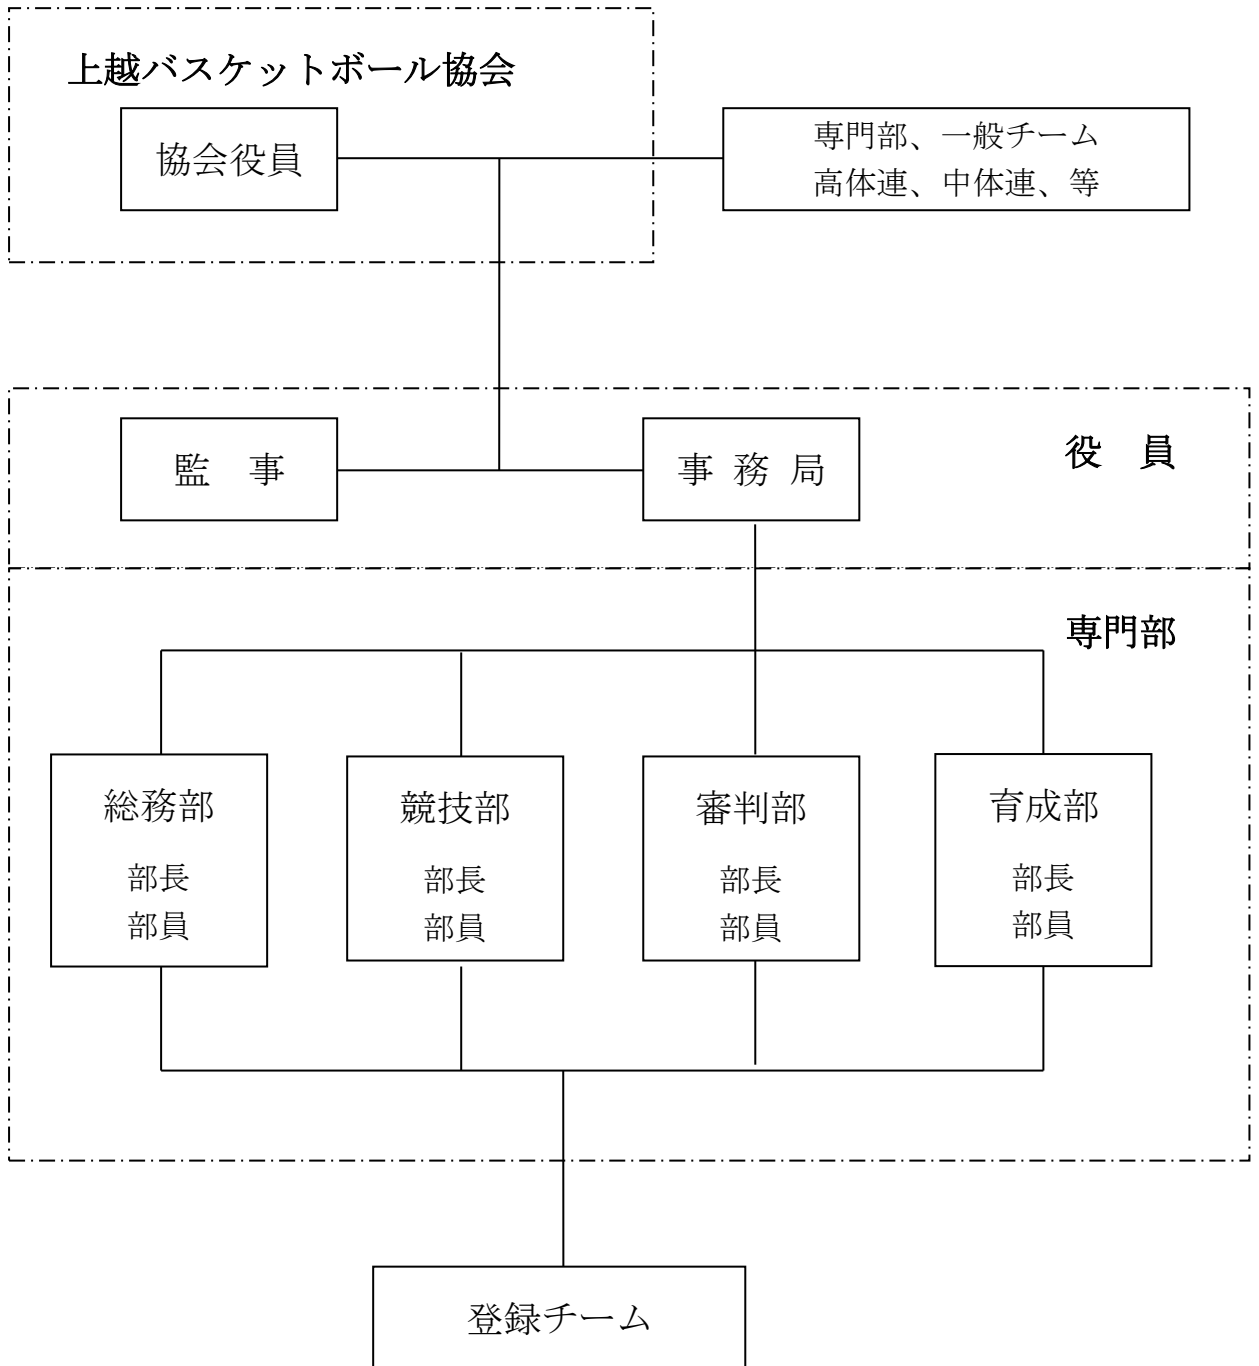 上越バスケットボール協会
協会役員
専門部、一般チーム
高体連、中体連、等
監　事
事 務 局
役　員
専門部
総務部
部長
部員
競技部
部長
部員
審判部
部長
部員
育成部
部長
部員
登録チーム